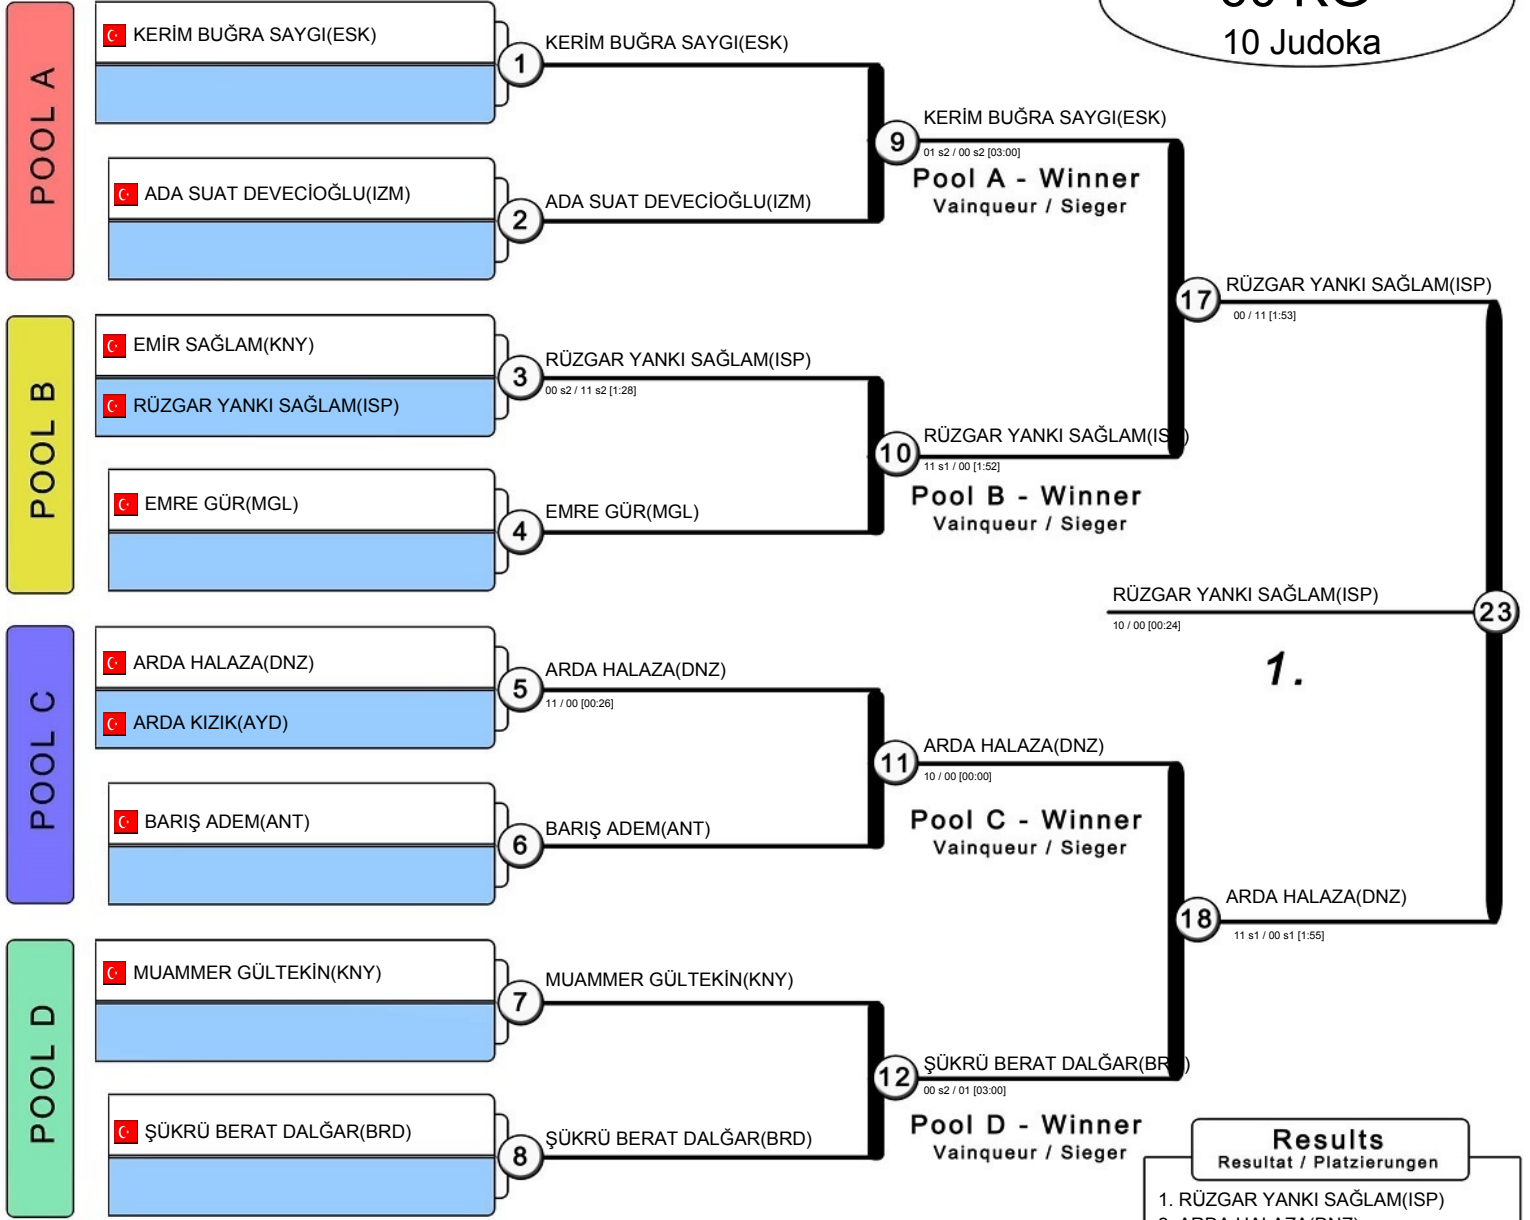 10 Judoka
POOL A
KERİM BUĞRA SAYGI(ESK)
1
KERİM BUĞRA SAYGI(ESK)
ADA SUAT DEVECİOĞLU(IZM)
2
ADA SUAT DEVECİOĞLU(IZM)
9
KERİM BUĞRA SAYGI(ESK)
01 s2 / 00 s2 [03:00]
Pool A - Winner
Vainqueur / Sieger
POOL B
EMİR SAĞLAM(KNY)
RÜZGAR YANKI SAĞLAM(ISP)
3
RÜZGAR YANKI SAĞLAM(ISP)
00 s2 / 11 s2 [1:28]
EMRE GÜR(MGL)
4
EMRE GÜR(MGL)
10
RÜZGAR YANKI SAĞLAM(ISP)
11 s1 / 00 [1:52]
Pool B - Winner
Vainqueur / Sieger
17
RÜZGAR YANKI SAĞLAM(ISP)
00 / 11 [1:53]
POOL C
ARDA HALAZA(DNZ)
ARDA KIZIK(AYD)
5
ARDA HALAZA(DNZ)
11 / 00 [00:26]
BARIŞ ADEM(ANT)
6
BARIŞ ADEM(ANT)
11
ARDA HALAZA(DNZ)
10 / 00 [00:00]
Pool C - Winner
Vainqueur / Sieger
POOL D
MUAMMER GÜLTEKİN(KNY)
7
MUAMMER GÜLTEKİN(KNY)
ŞÜKRÜ BERAT DALĞAR(BRD)
8
ŞÜKRÜ BERAT DALĞAR(BRD)
12
ŞÜKRÜ BERAT DALĞAR(BRD)
00 s2 / 01 [03:00]
Pool D - Winner
Vainqueur / Sieger
18
ARDA HALAZA(DNZ)
11 s1 / 00 s1 [1:55]
RÜZGAR YANKI SAĞLAM(ISP)
23
10 / 00 [00:24]
1.
Results
Resultat / Platzierungen
1. RÜZGAR YANKI SAĞLAM(ISP)